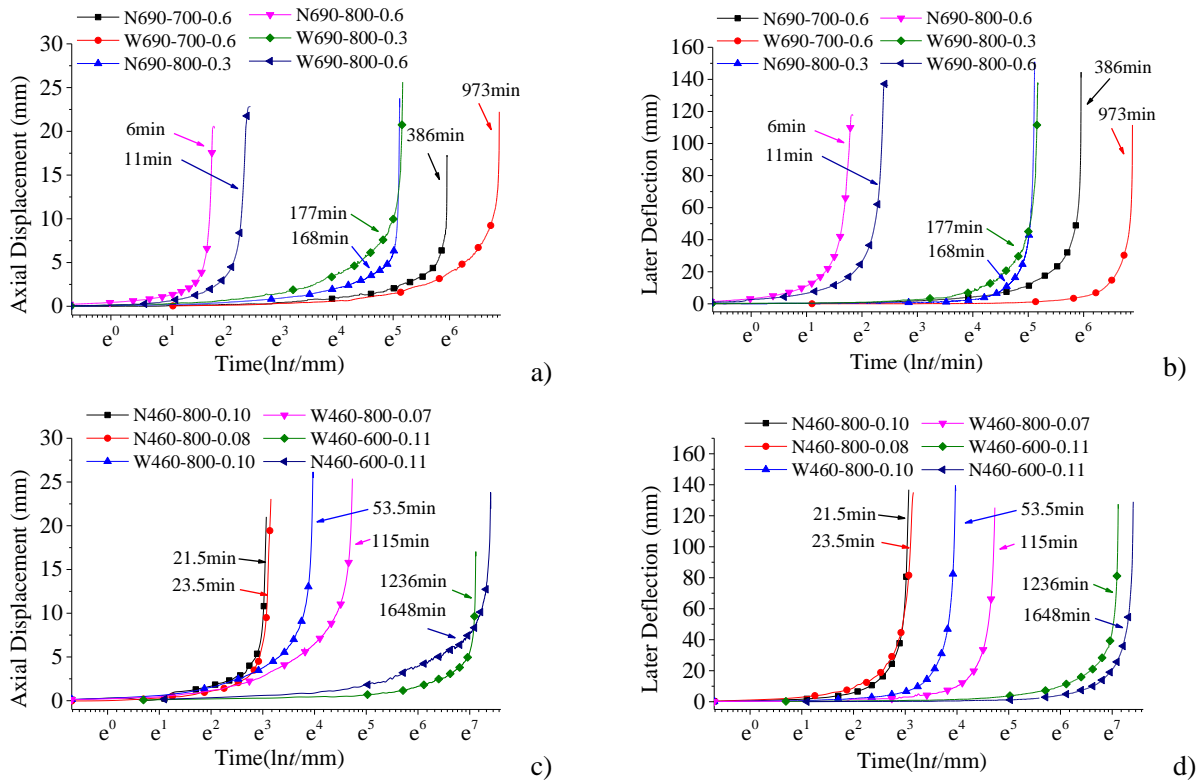 N690-700-0.6 N690-800-0.6
W690-700-0.6 W690-800-0.3
N690-800-0.3 W690-800-0.6
Axial Displacement (mm)
30
25
20
15
10
5
0
6min
11min
177min
168min
386min
973min
e0 e1 e2 e3 e4 e5 e6
Time(lnt/mm)
a)
N690-700-0.6 N690-800-0.6
W690-700-0.6 W690-800-0.3
N690-800-0.3 W690-800-0.6
Later Deflection (mm)
160
140
120
100
80
60
40
20
0
6min
11min
177min
168min
386min
973min
e0 e1 e2 e3 e4 e5 e6
Time (lnt/min)
b)
N460-800-0.10 W460-800-0.07
N460-800-0.08 W460-600-0.11
W460-800-0.10 N460-600-0.11
Axial Displacement (mm)
30
25
20
15
10
5
0
21.5min
23.5min
53.5min
115min
1236min
1648min
e0 e1 e2 e3 e4 e5 e6 e7
Time(lnt/mm)
c)
N460-800-0.10 W460-800-0.07
N460-800-0.08 W460-600-0.11
W460-800-0.10 N460-600-0.11
Later Deflection (mm)
160
140
120
100
80
60
40
20
0
21.5min
23.5min
53.5min
115min
1236min
1648min
e0 e1 e2 e3 e4 e5 e6 e7
Time(lnt/mm)
d)